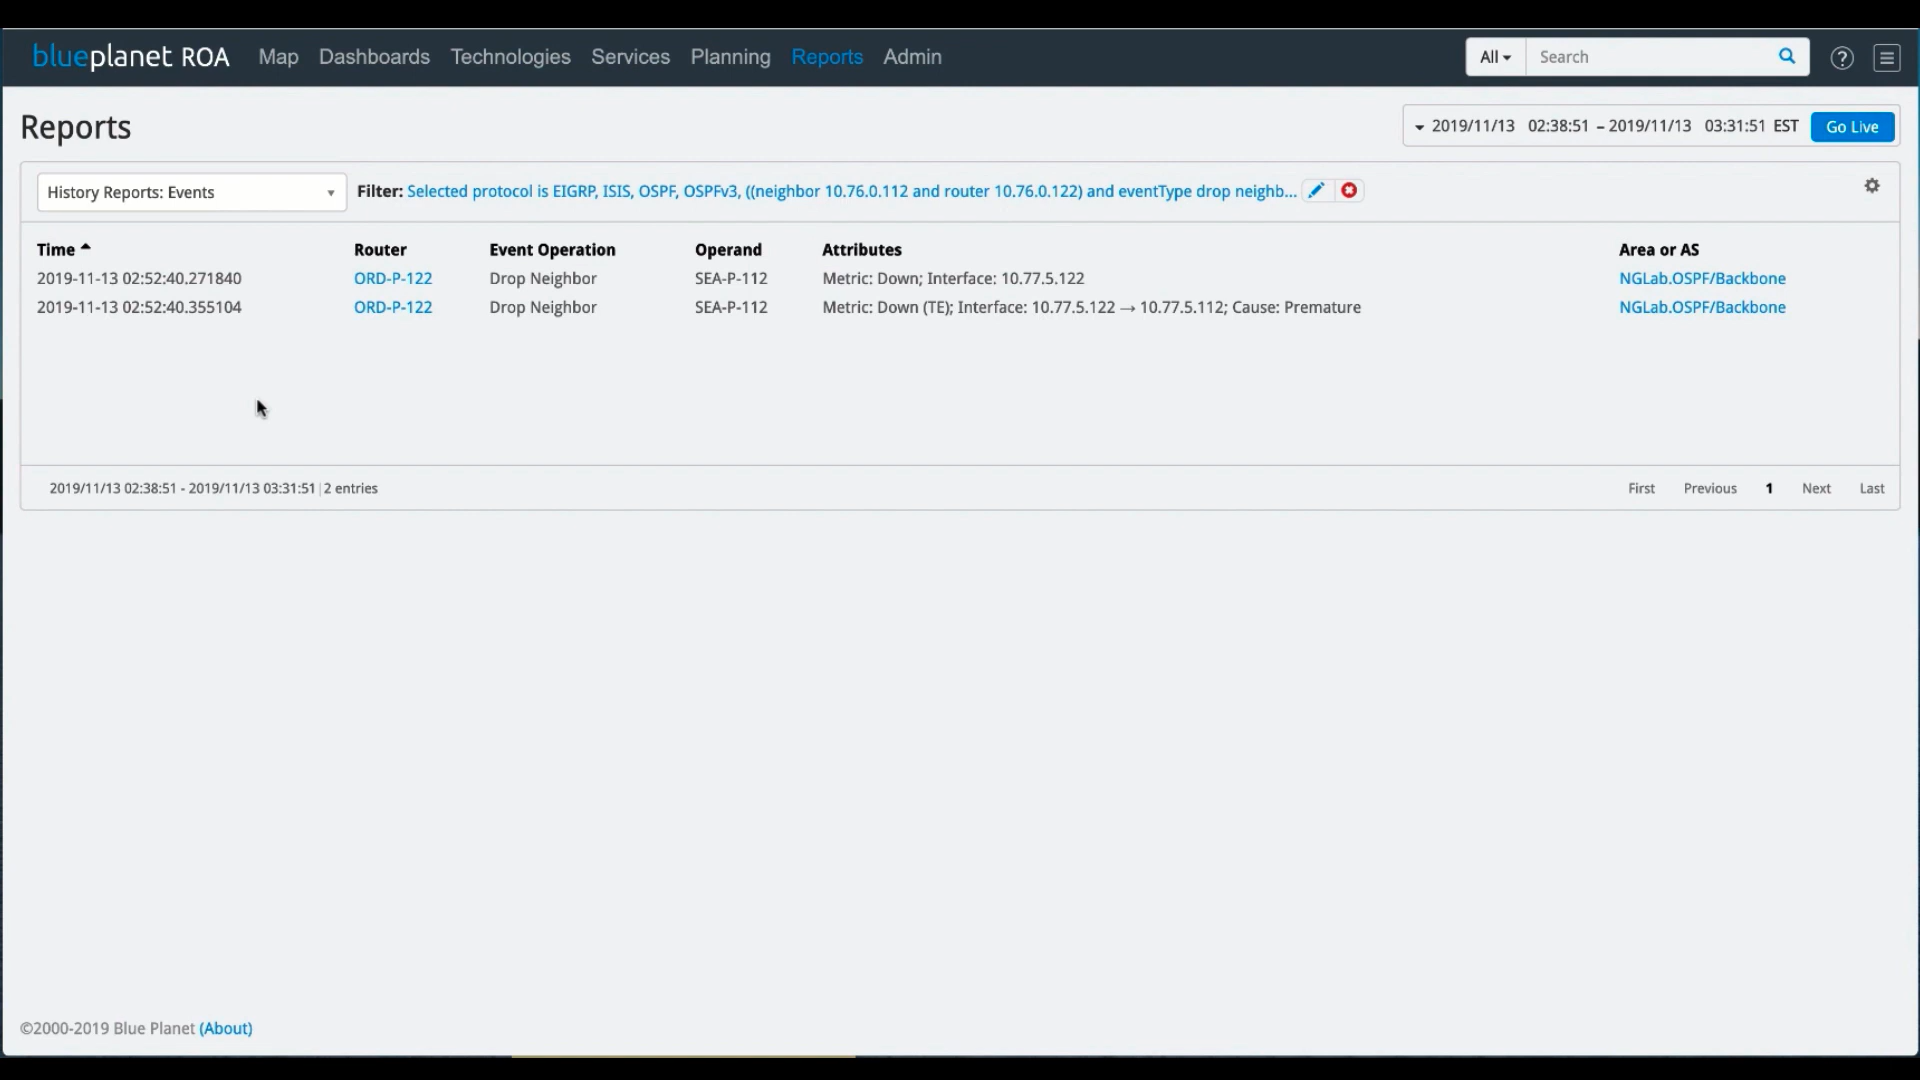 blueplanet ROA Map Dashboards Technologies Services Planning Reports Admin All Search
Reports 2019/11/13 02:38:51 – 2019/11/13 03:31:51 EST Go Live
History Reports: Events Filter: Selected protocol is EIGRP, ISIS, OSPF, OSPFv3, ((neighbor 10.76.0.112 and router 10.76.0.122) and eventType drop neighb...
Time Router Event Operation Operand Attributes Area or AS
2019-11-13 02:52:40.271840 ORD-P-122 Drop Neighbor SEA-P-112 Metric: Down; Interface: 10.77.5.122 NGLab.OSPF/Backbone
2019-11-13 02:52:40.355104 ORD-P-122 Drop Neighbor SEA-P-112 Metric: Down (TE); Interface: 10.77.5.122 → 10.77.5.112; Cause: Premature NGLab.OSPF/Backbone
2019/11/13 02:38:51 - 2019/11/13 03:31:51 | 2 entries First Previous 1 Next Last
©2000-2019 Blue Planet (About)